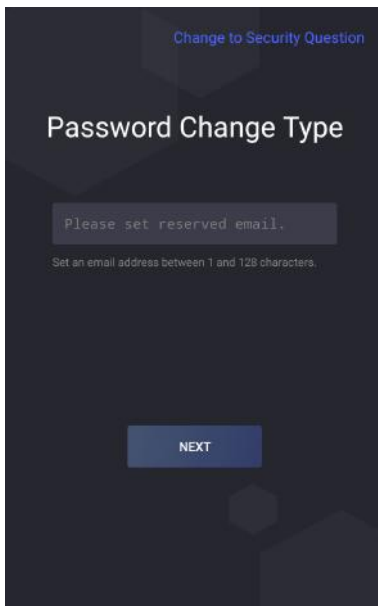 Change to Security Question
Password Change Type
Please set reserved email.
Set an email address between 1 and 128 characters.
NEXT